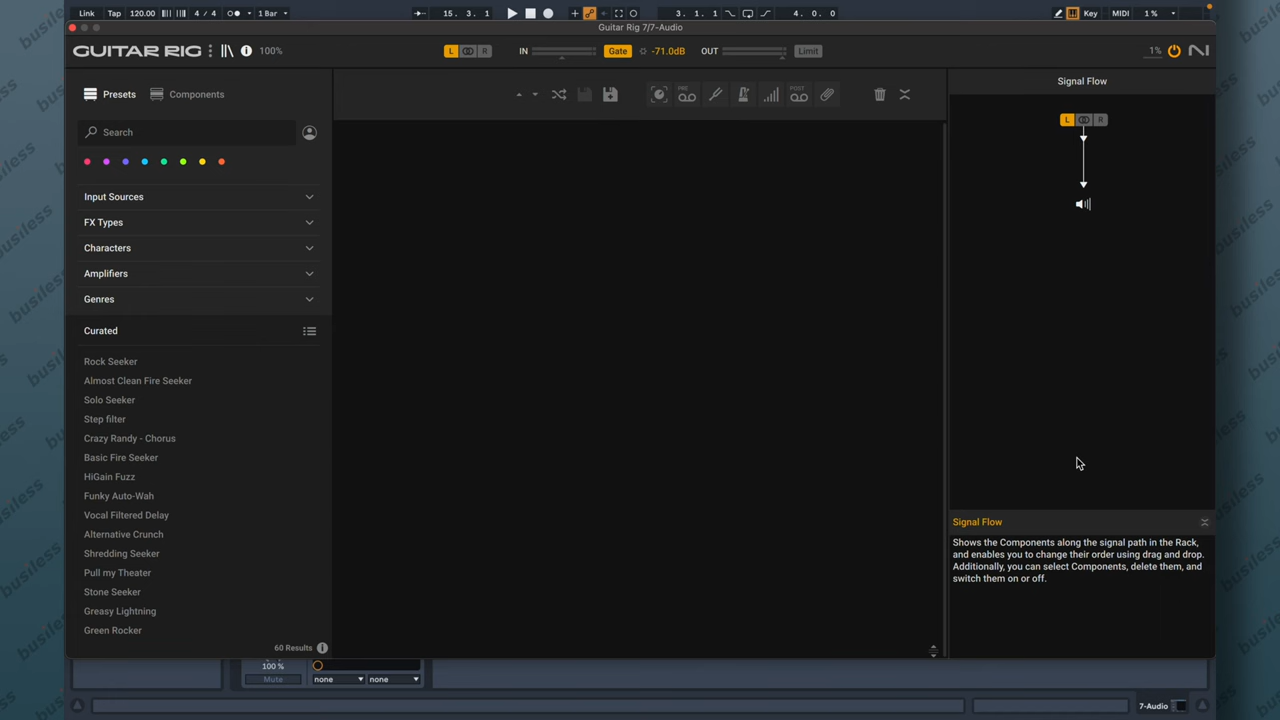 Link Tap 120.00 4 / 4 1 Bar 15. 3. 1 3. 1. 1 4. 0. 0 Key MIDI 1 %
Guitar Rig 7/7-Audio
GUITAR RIG 100% L R IN Gate -71.0dB OUT Limit 1%
Presets Components Signal Flow
PRE POST
L R
Search
Input Sources
FX Types
Characters
Amplifiers
Genres
Curated
Rock Seeker
Almost Clean Fire Seeker
Solo Seeker
Step filter
Crazy Randy - Chorus
Basic Fire Seeker
HiGain Fuzz
Funky Auto-Wah
Vocal Filtered Delay
Alternative Crunch
Shredding Seeker
Pull my Theater
Stone Seeker
Greasy Lightning
Green Rocker
60 Results
Signal Flow
Shows the Components along the signal path in the Rack,
and enables you to change their order using drag and drop.
Additionally, you can select Components, delete them, and
switch them on or off.
100 %
Mute none none
7-Audio
busiless